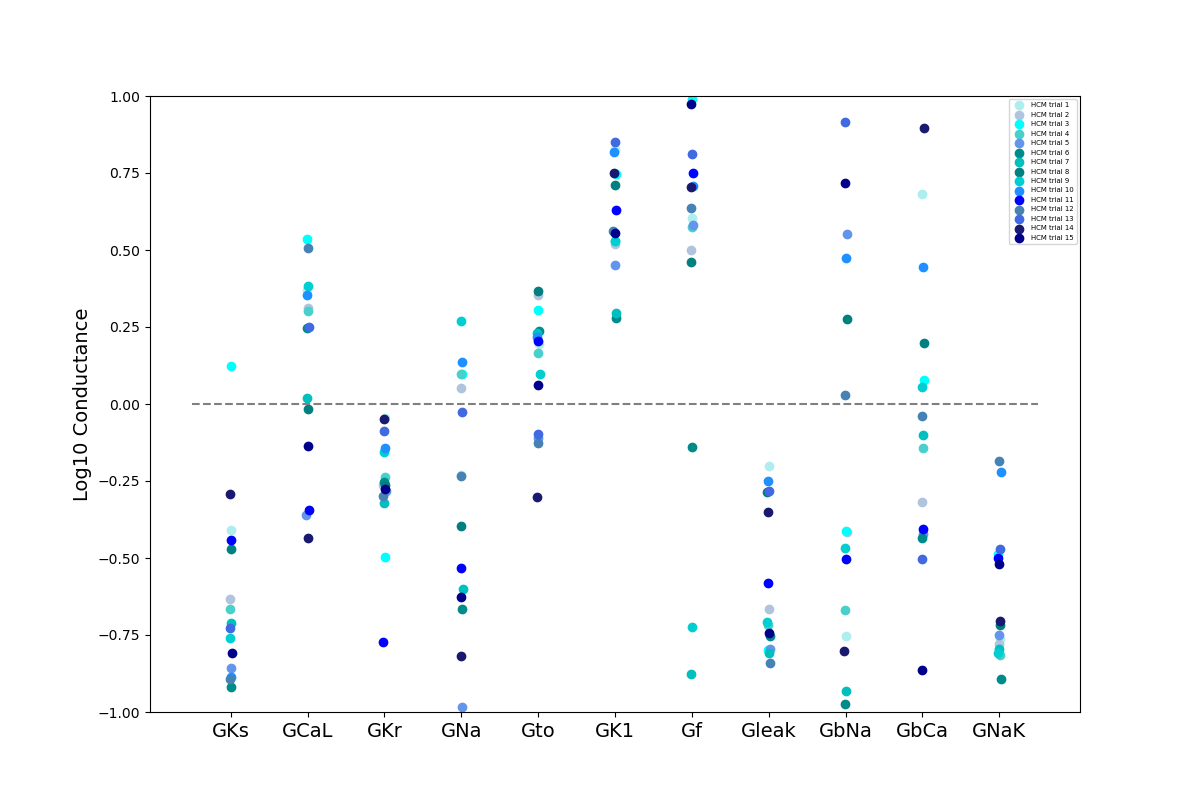 1.00
0.75
0.50
0.25
0.00
−0.25
−0.50
−0.75
−1.00
Log10 Conductance
GKs GCaL GKr GNa Gto GK1 Gf Gleak GbNa GbCa GNaK
HCM trial 1
HCM trial 2
HCM trial 3
HCM trial 4
HCM trial 5
HCM trial 6
HCM trial 7
HCM trial 8
HCM trial 9
HCM trial 10
HCM trial 11
HCM trial 12
HCM trial 13
HCM trial 14
HCM trial 15